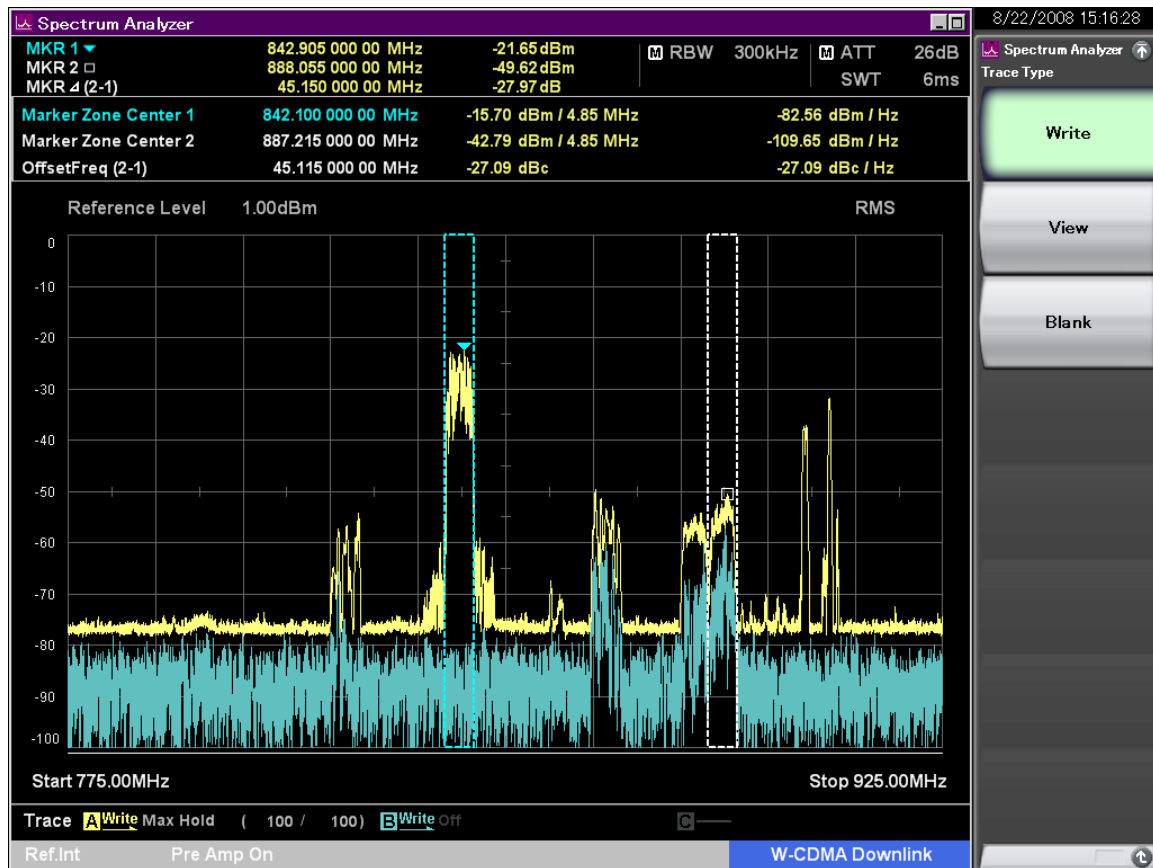 Spectrum Analyzer
8/22/2008 15:16:28
MKR 1 842.905 000 00 MHz -21.65 dBm
MKR 2 888.055 000 00 MHz -49.62 dBm
MKR (2-1) 45.150 000 00 MHz -27.97 dB
M RBW 300kHz M ATT 26dB
SWT 6ms
Marker Zone Center 1 842.100 000 00 MHz -15.70 dBm / 4.85 MHz -82.56 dBm / Hz
Marker Zone Center 2 887.215 000 00 MHz -42.79 dBm / 4.85 MHz -109.65 dBm / Hz
OffsetFreq (2-1) 45.115 000 00 MHz -27.09 dBc -27.09 dBc / Hz
Reference Level 1.00dBm RMS
0
-10
-20
-30
-40
-50
-60
-70
-80
-90
-100
Start 775.00MHz Stop 925.00MHz
Trace A Write Max Hold ( 100 / 100) B Write Off C
Ref.Int Pre Amp On W-CDMA Downlink
Spectrum Analyzer
Trace Type
Write
View
Blank